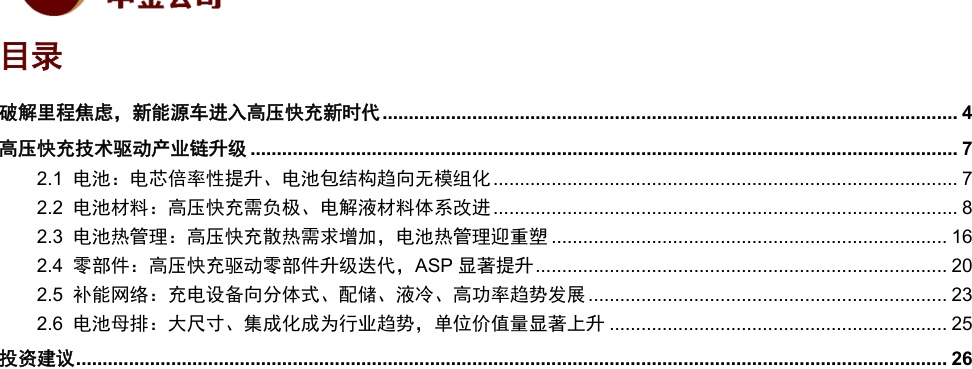 中金公司
目录
破解里程焦虑，新能源车进入高压快充新时代 4
高压快充技术驱动产业链升级 7
2.1 电池：电芯倍率性提升、电池包结构趋向无模组化 7
2.2 电池材料：高压快充需负极、电解液材料体系改进 8
2.3 电池热管理：高压快充散热需求增加，电池热管理迎重塑 16
2.4 零部件：高压快充驱动零部件升级迭代，ASP 显著提升 20
2.5 补能网络：充电设备向分体式、配储、液冷、高功率趋势发展 23
2.6 电池母排：大尺寸、集成化成为行业趋势，单位价值量显著上升 25
投资建议 26